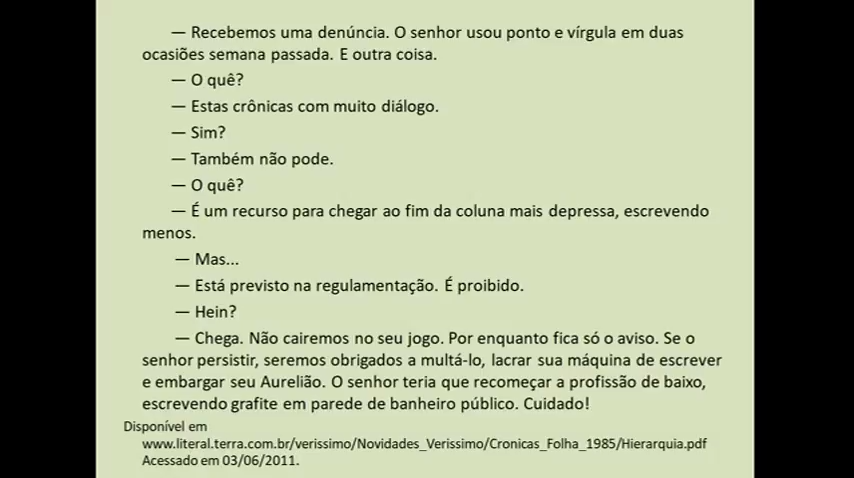 — Recebemos uma denúncia. O senhor usou ponto e vírgula em duas
ocasiões semana passada. E outra coisa.
— O quê?
— Estas crônicas com muito diálogo.
— Sim?
— Também não pode.
— O quê?
— É um recurso para chegar ao fim da coluna mais depressa, escrevendo
menos.
— Mas...
— Está previsto na regulamentação. É proibido.
— Hein?
— Chega. Não cairemos no seu jogo. Por enquanto fica só o aviso. Se o
senhor persistir, seremos obrigados a multá-lo, lacrar sua máquina de escrever
e embargar seu Aurelião. O senhor teria que recomeçar a profissão de baixo,
escrevendo grafite em parede de banheiro público. Cuidado!
Disponível em
www.literal.terra.com.br/verissimo/Novidades_Verissimo/Cronicas_Folha_1985/Hierarquia.pdf
Acessado em 03/06/2011.